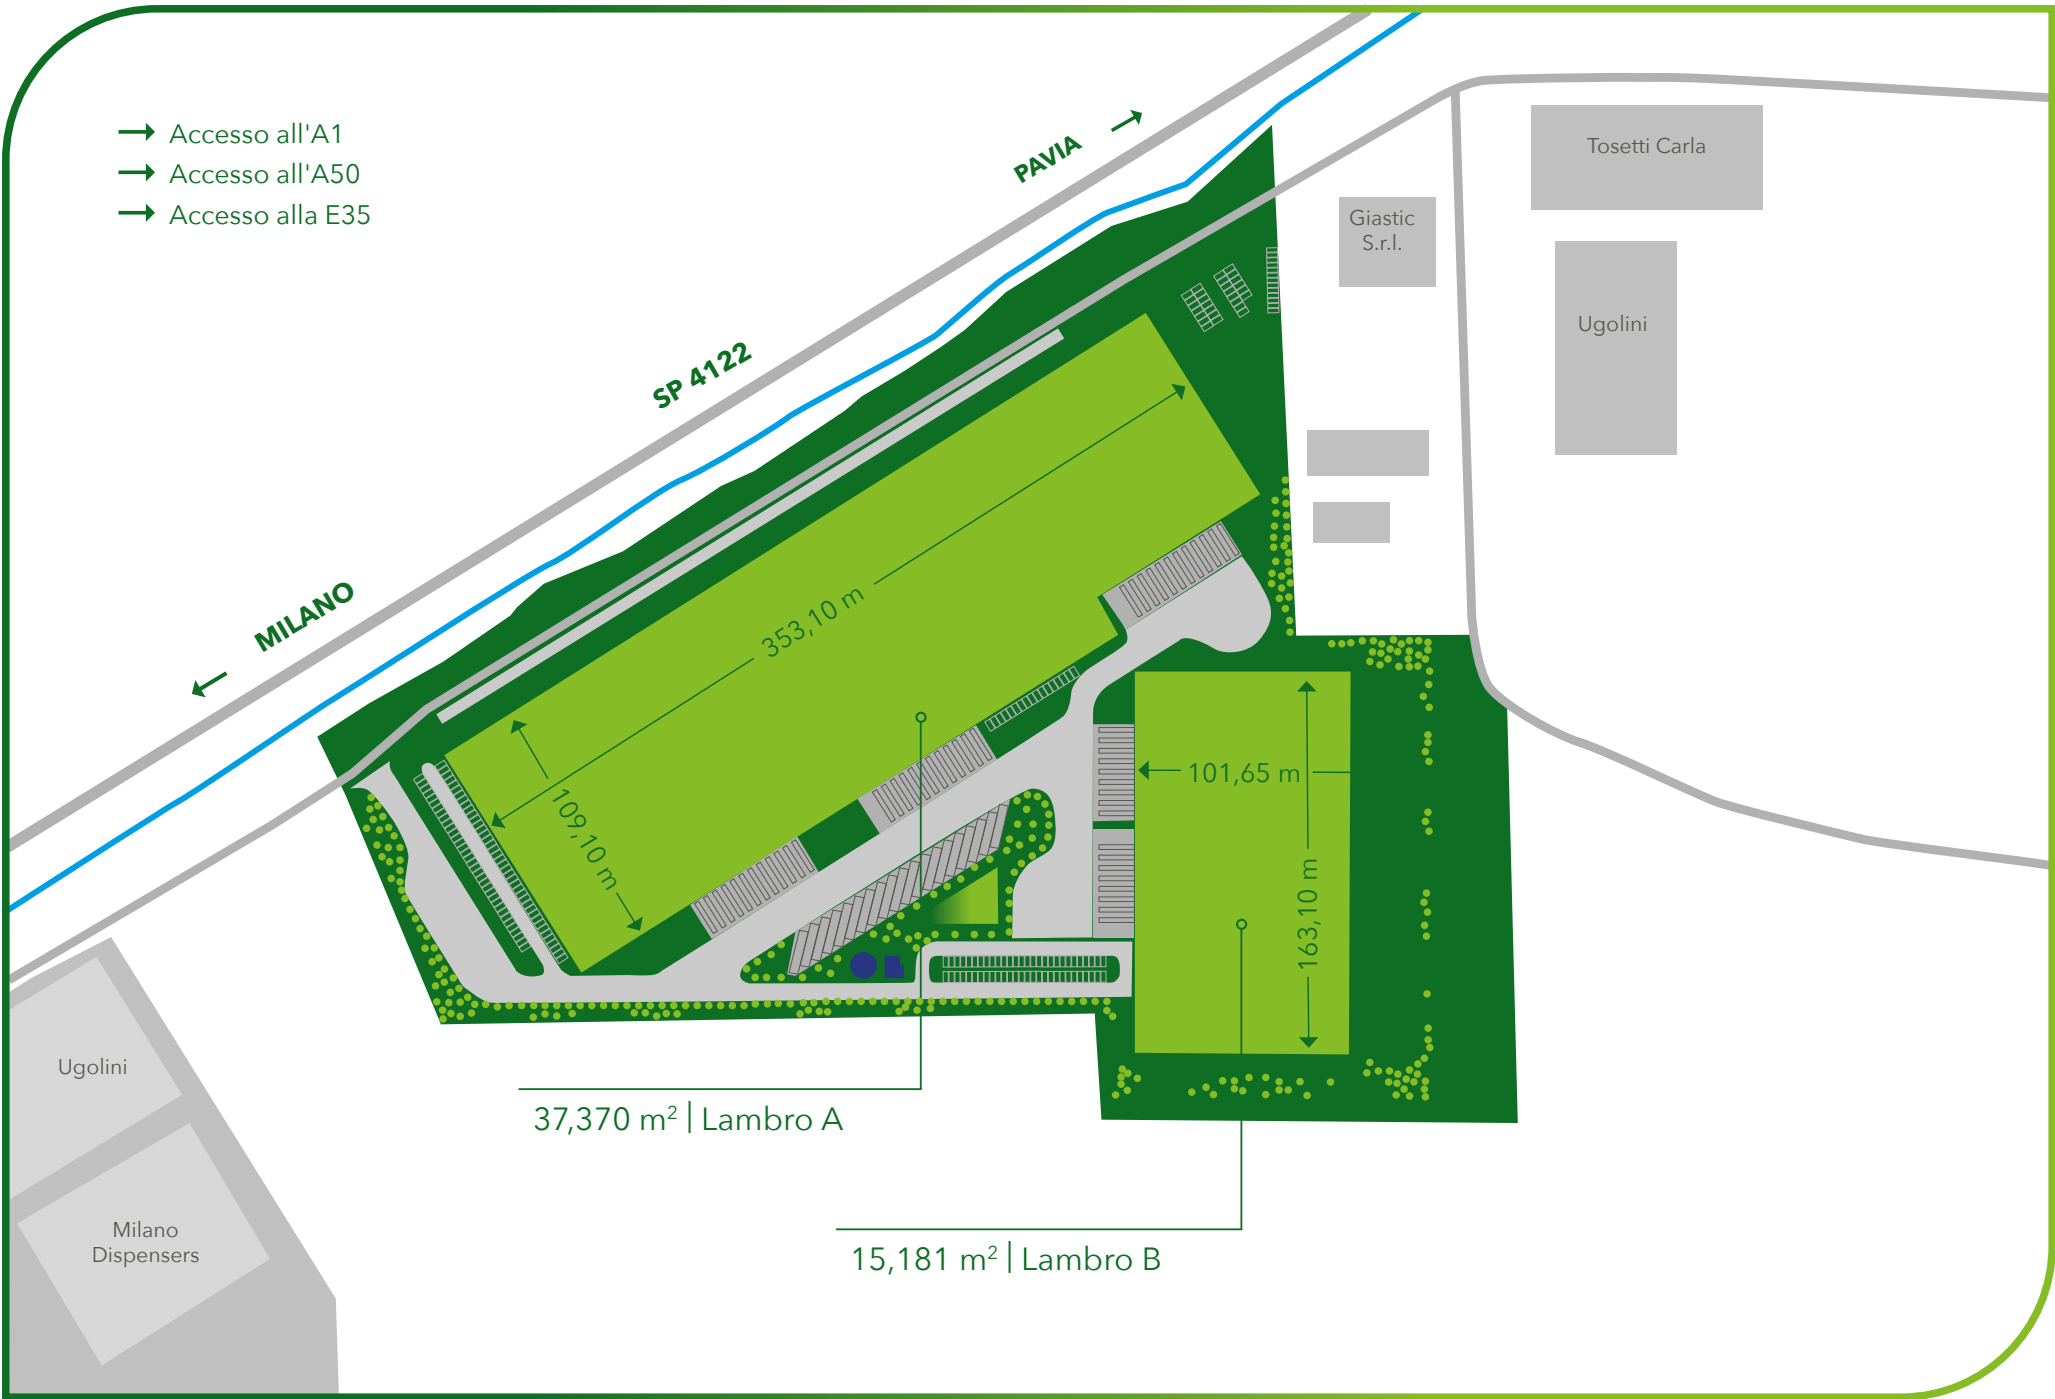 Accesso all'A1
Accesso all'A50
Accesso alla E35
PAVIA
SP 4122
MILANO
Tosetti Carla
Giastic
S.r.l.
Ugolini
353,10 m
109,10 m
101,65 m
163,10 m
Ugolini
37,370 m² | Lambro A
Milano
Dispensers
15,181 m² | Lambro B